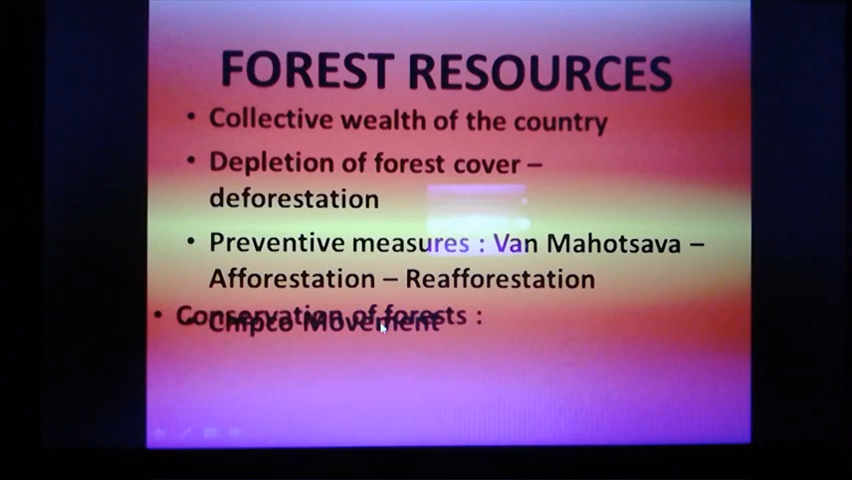 FOREST RESOURCES
• Collective wealth of the country
• Depletion of forest cover –
deforestation
• Preventive measures : Van Mahotsava –
Afforestation – Reafforestation
• Conservation of forests :
• Chipco Movement